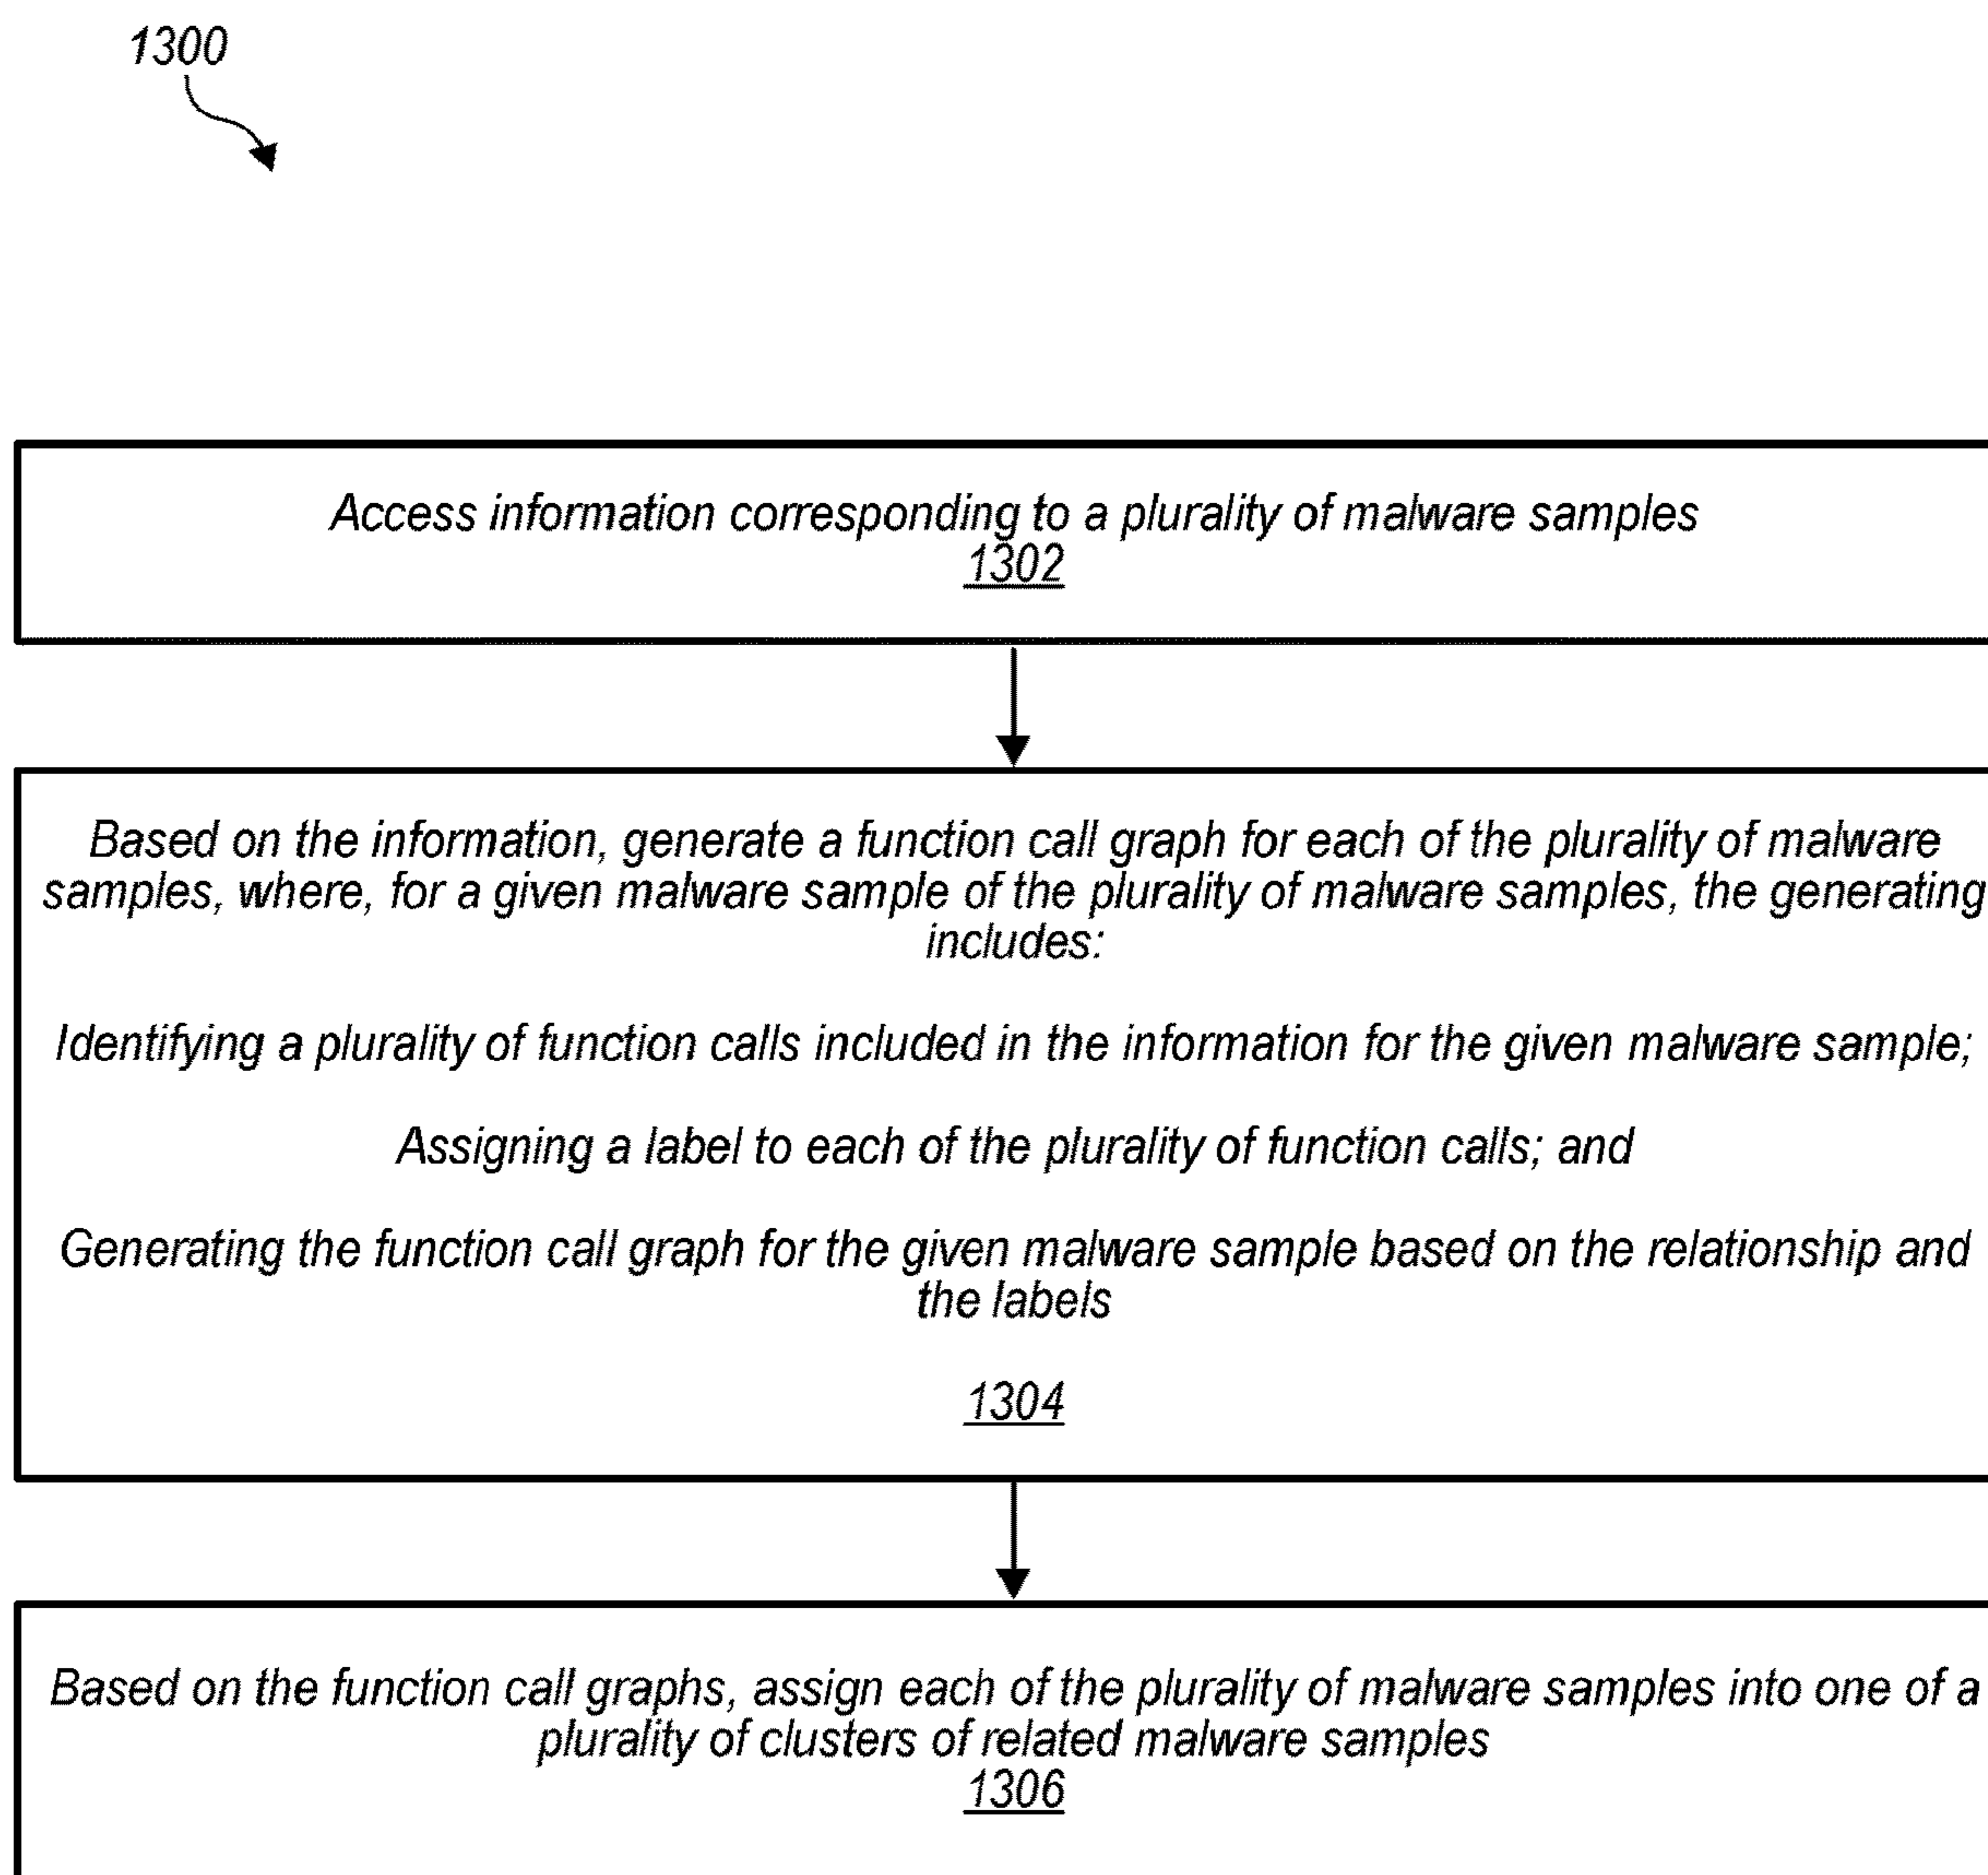 1300
Access information corresponding to a plurality of malware samples
1302
Based on the information, generate a function call graph for each of the plurality of malware
samples, where, for a given malware sample of the plurality of malware samples, the generating
includes:
Identifying a plurality of function calls included in the information for the given malware sample;
Assigning a label to each of the plurality of function calls; and
Generating the function call graph for the given malware sample based on the relationship and
the labels
1304
Based on the function call graphs, assign each of the plurality of malware samples into one of a
plurality of clusters of related malware samples
1306